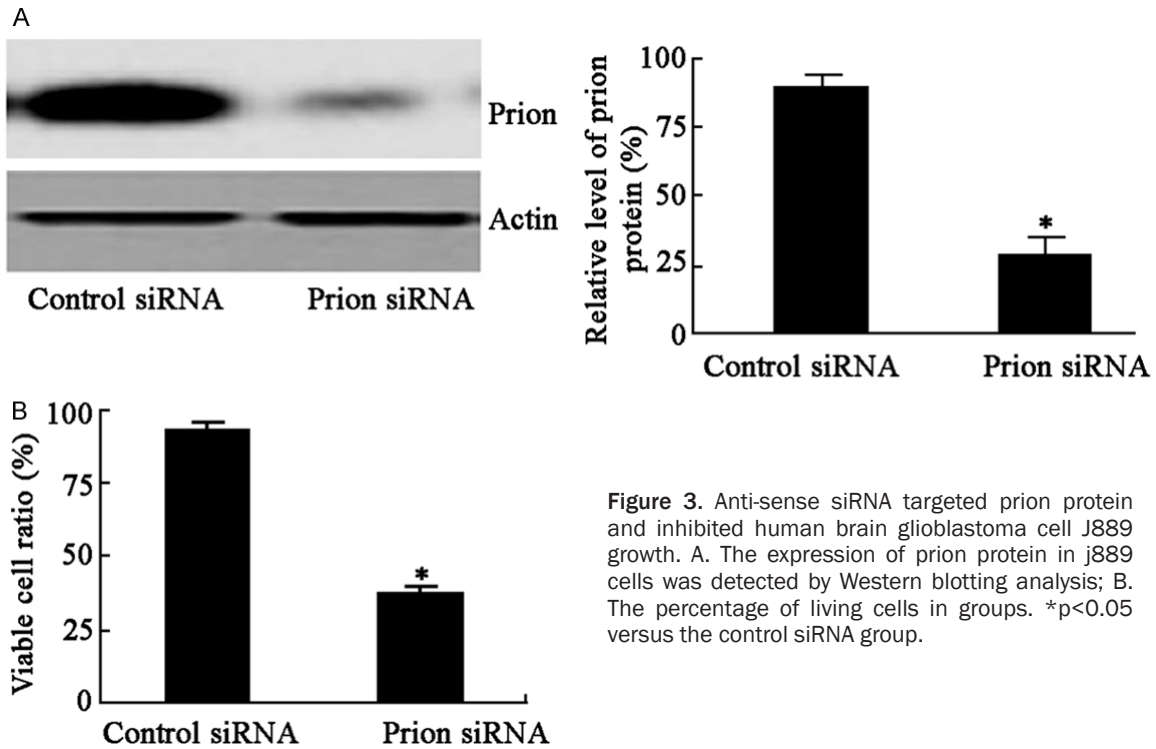 A
Prion
Actin
Control siRNA Prion siRNA
Relative level of prion
protein (%)
100
75
50
25
0
*
Control siRNA Prion siRNA
B
Viable cell ratio (%)
100
75
50
25
0
*
Control siRNA Prion siRNA
Figure 3. Anti-sense siRNA targeted prion protein
and inhibited human brain glioblastoma cell J889
growth. A. The expression of prion protein in j889
cells was detected by Western blotting analysis; B.
The percentage of living cells in groups. *p<0.05
versus the control siRNA group.